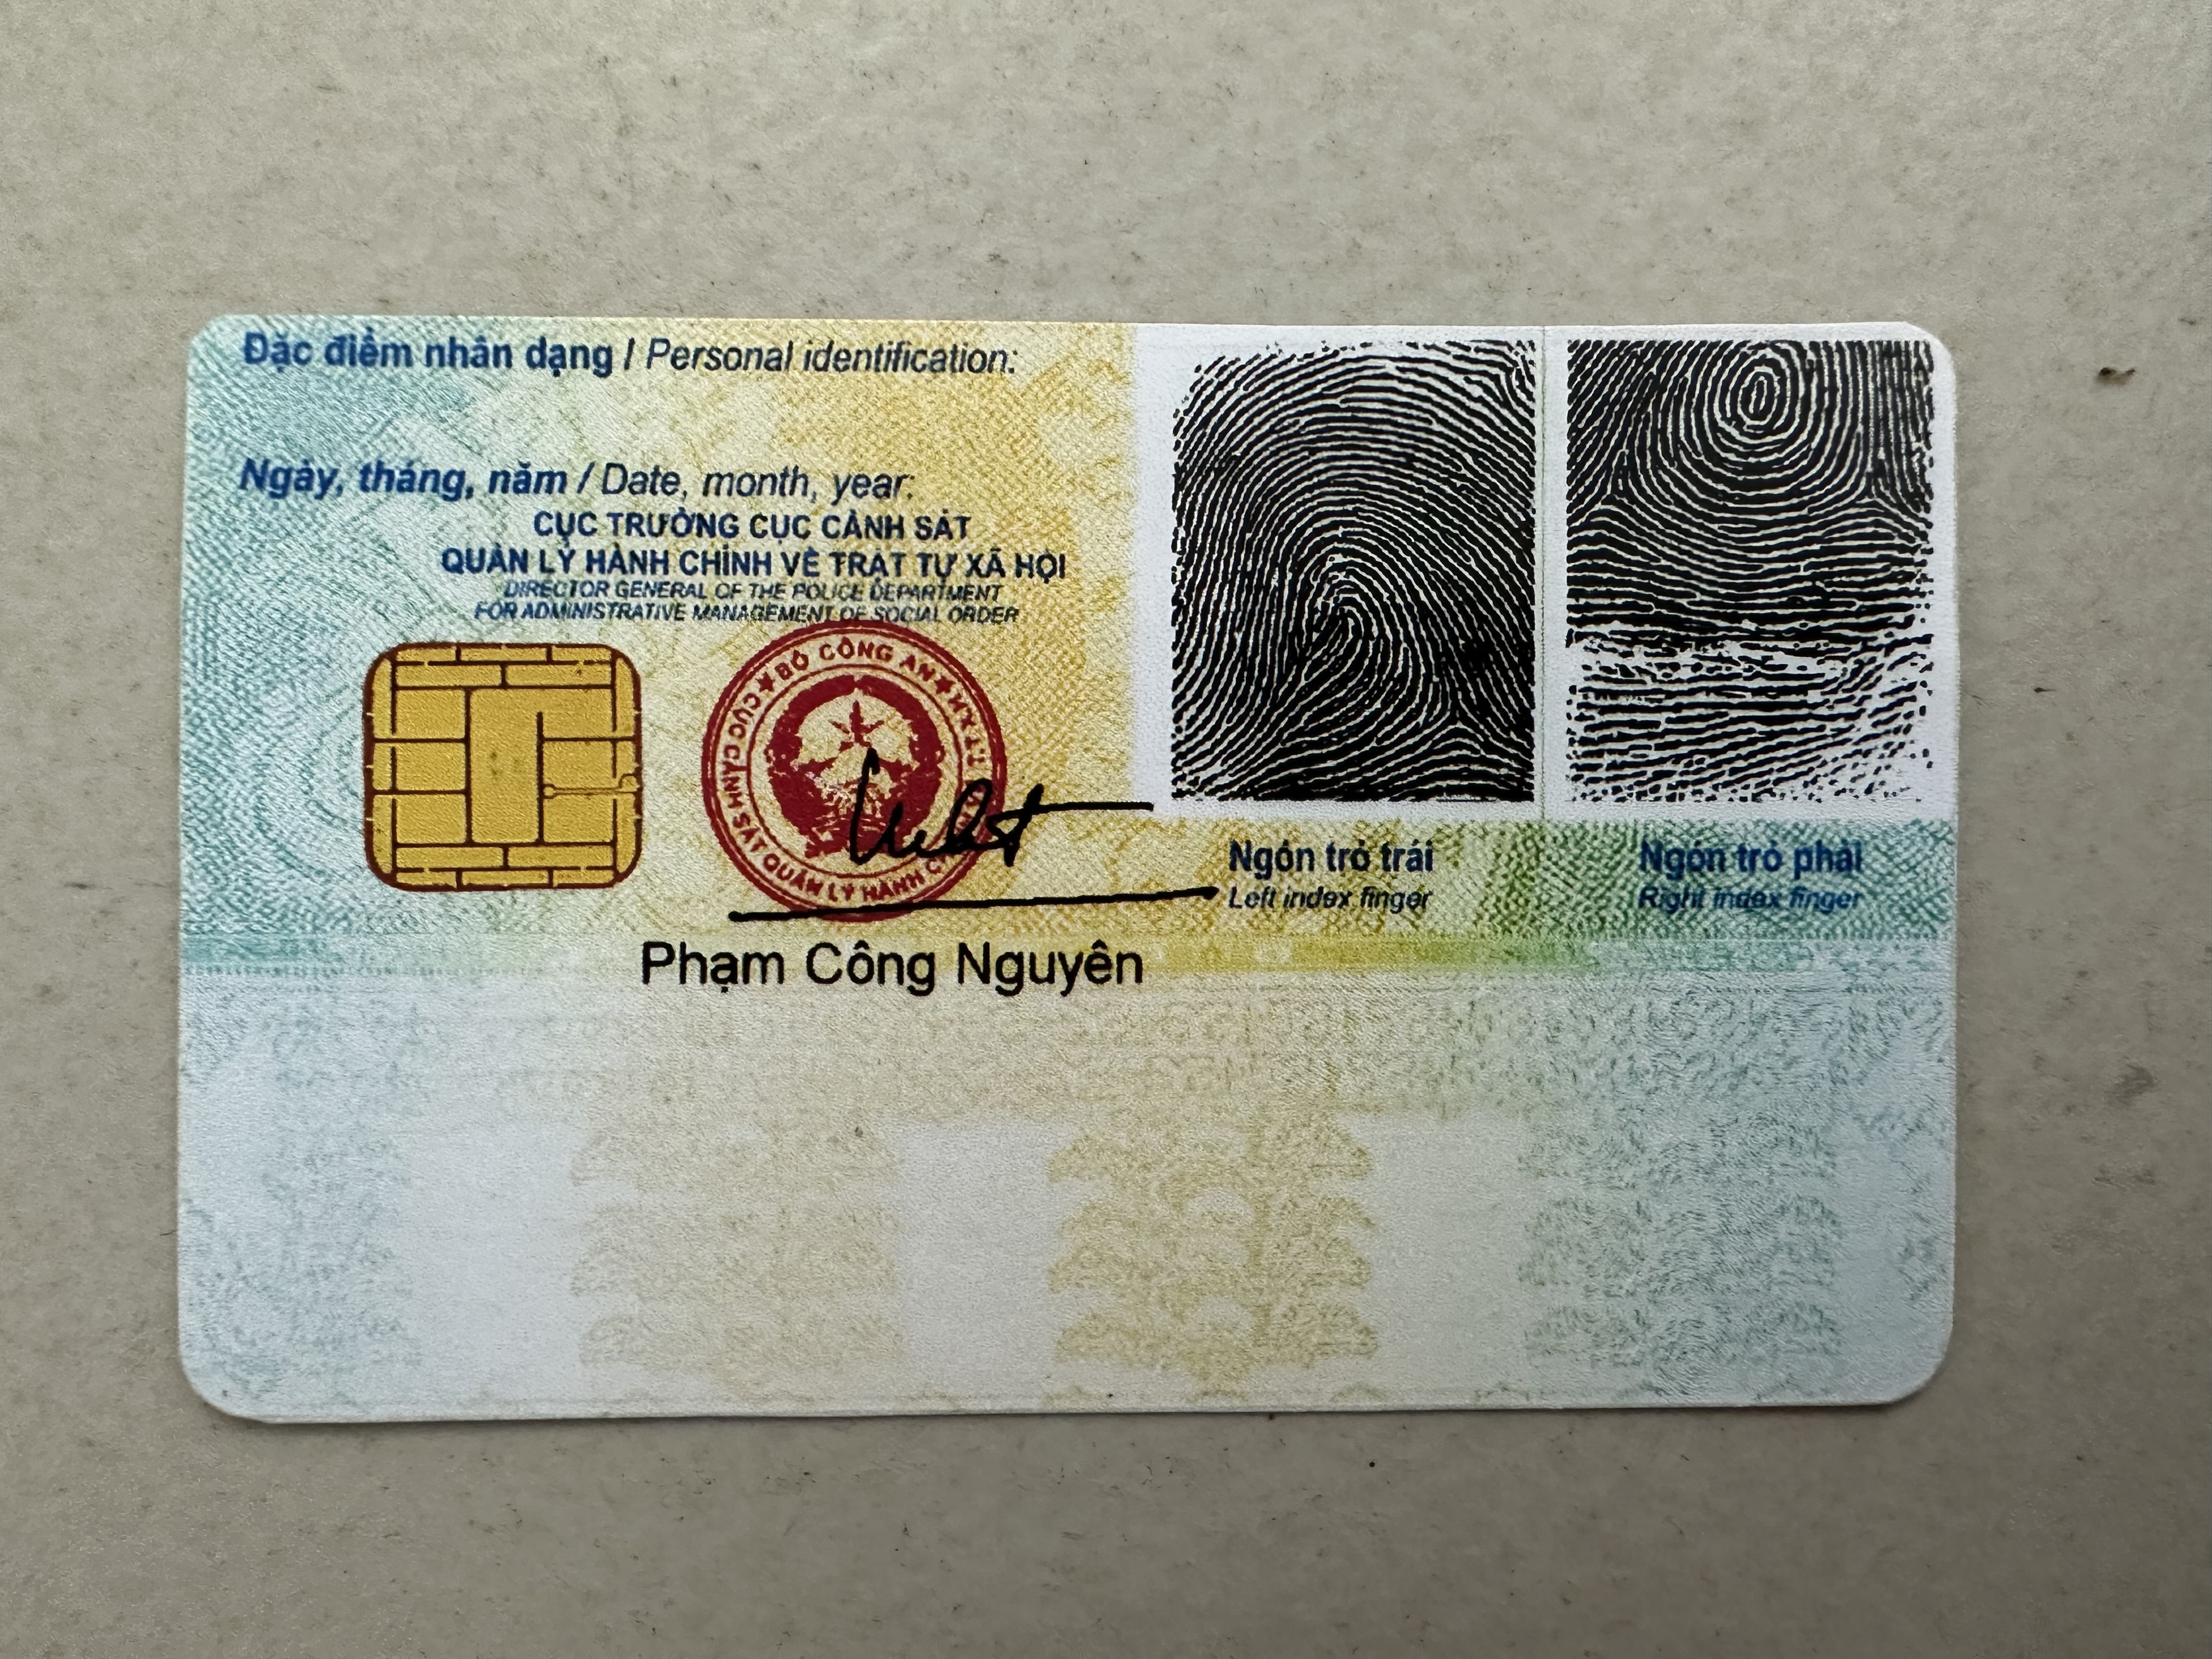 Đặc điểm nhân dạng / Personal identification:
Ngày, tháng, năm / Date, month, year:
CỤC TRƯỞNG CỤC CẢNH SÁT
QUẢN LÝ HÀNH CHÍNH VỀ TRẬT TỰ XÃ HỘI
DIRECTOR GENERAL OF THE POLICE DEPARTMENT
FOR ADMINISTRATIVE MANAGEMENT OF SOCIAL ORDER
BỘ CÔNG AN
CỤC CẢNH SÁT QUẢN LÝ HÀNH
Phạm Công Nguyên
Ngón trỏ trái
Left index finger
Ngón trỏ phải
Right index finger